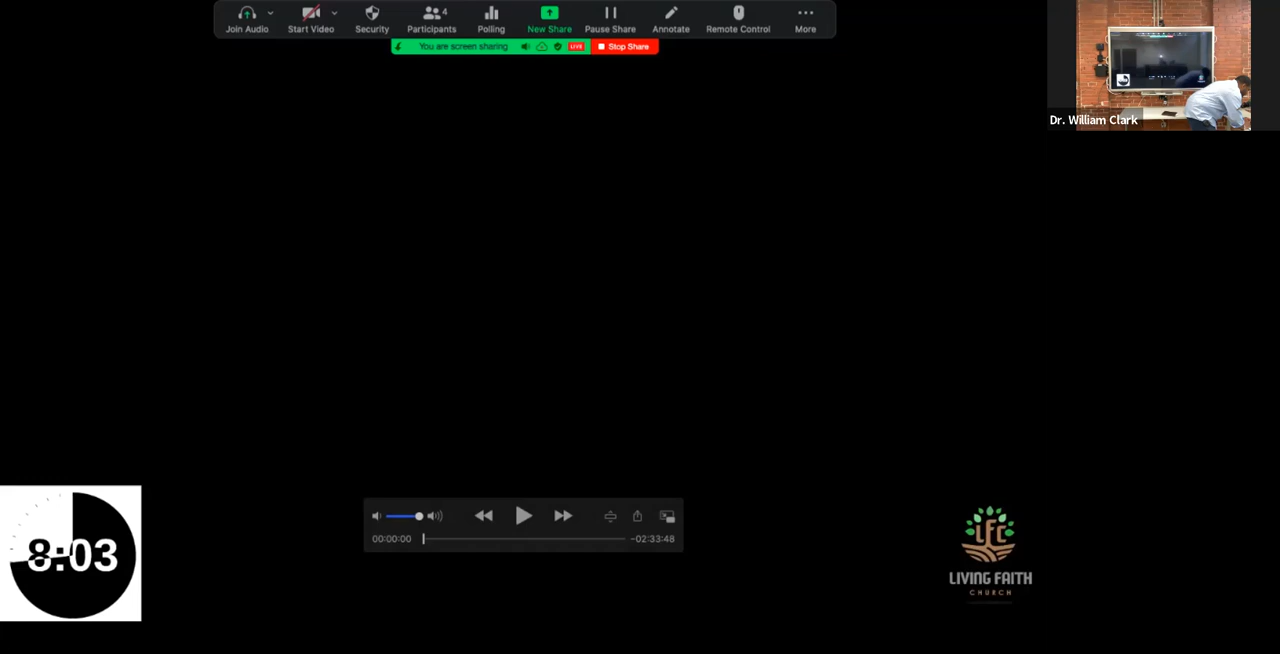 Join Audio Start Video Security Participants 4 Polling New Share Pause Share Annotate Remote Control More
You are screen sharing LIVE Stop Share
Dr. William Clark
8:03
00:00:00 -02:33:48
LFC
LIVING FAITH
CHURCH